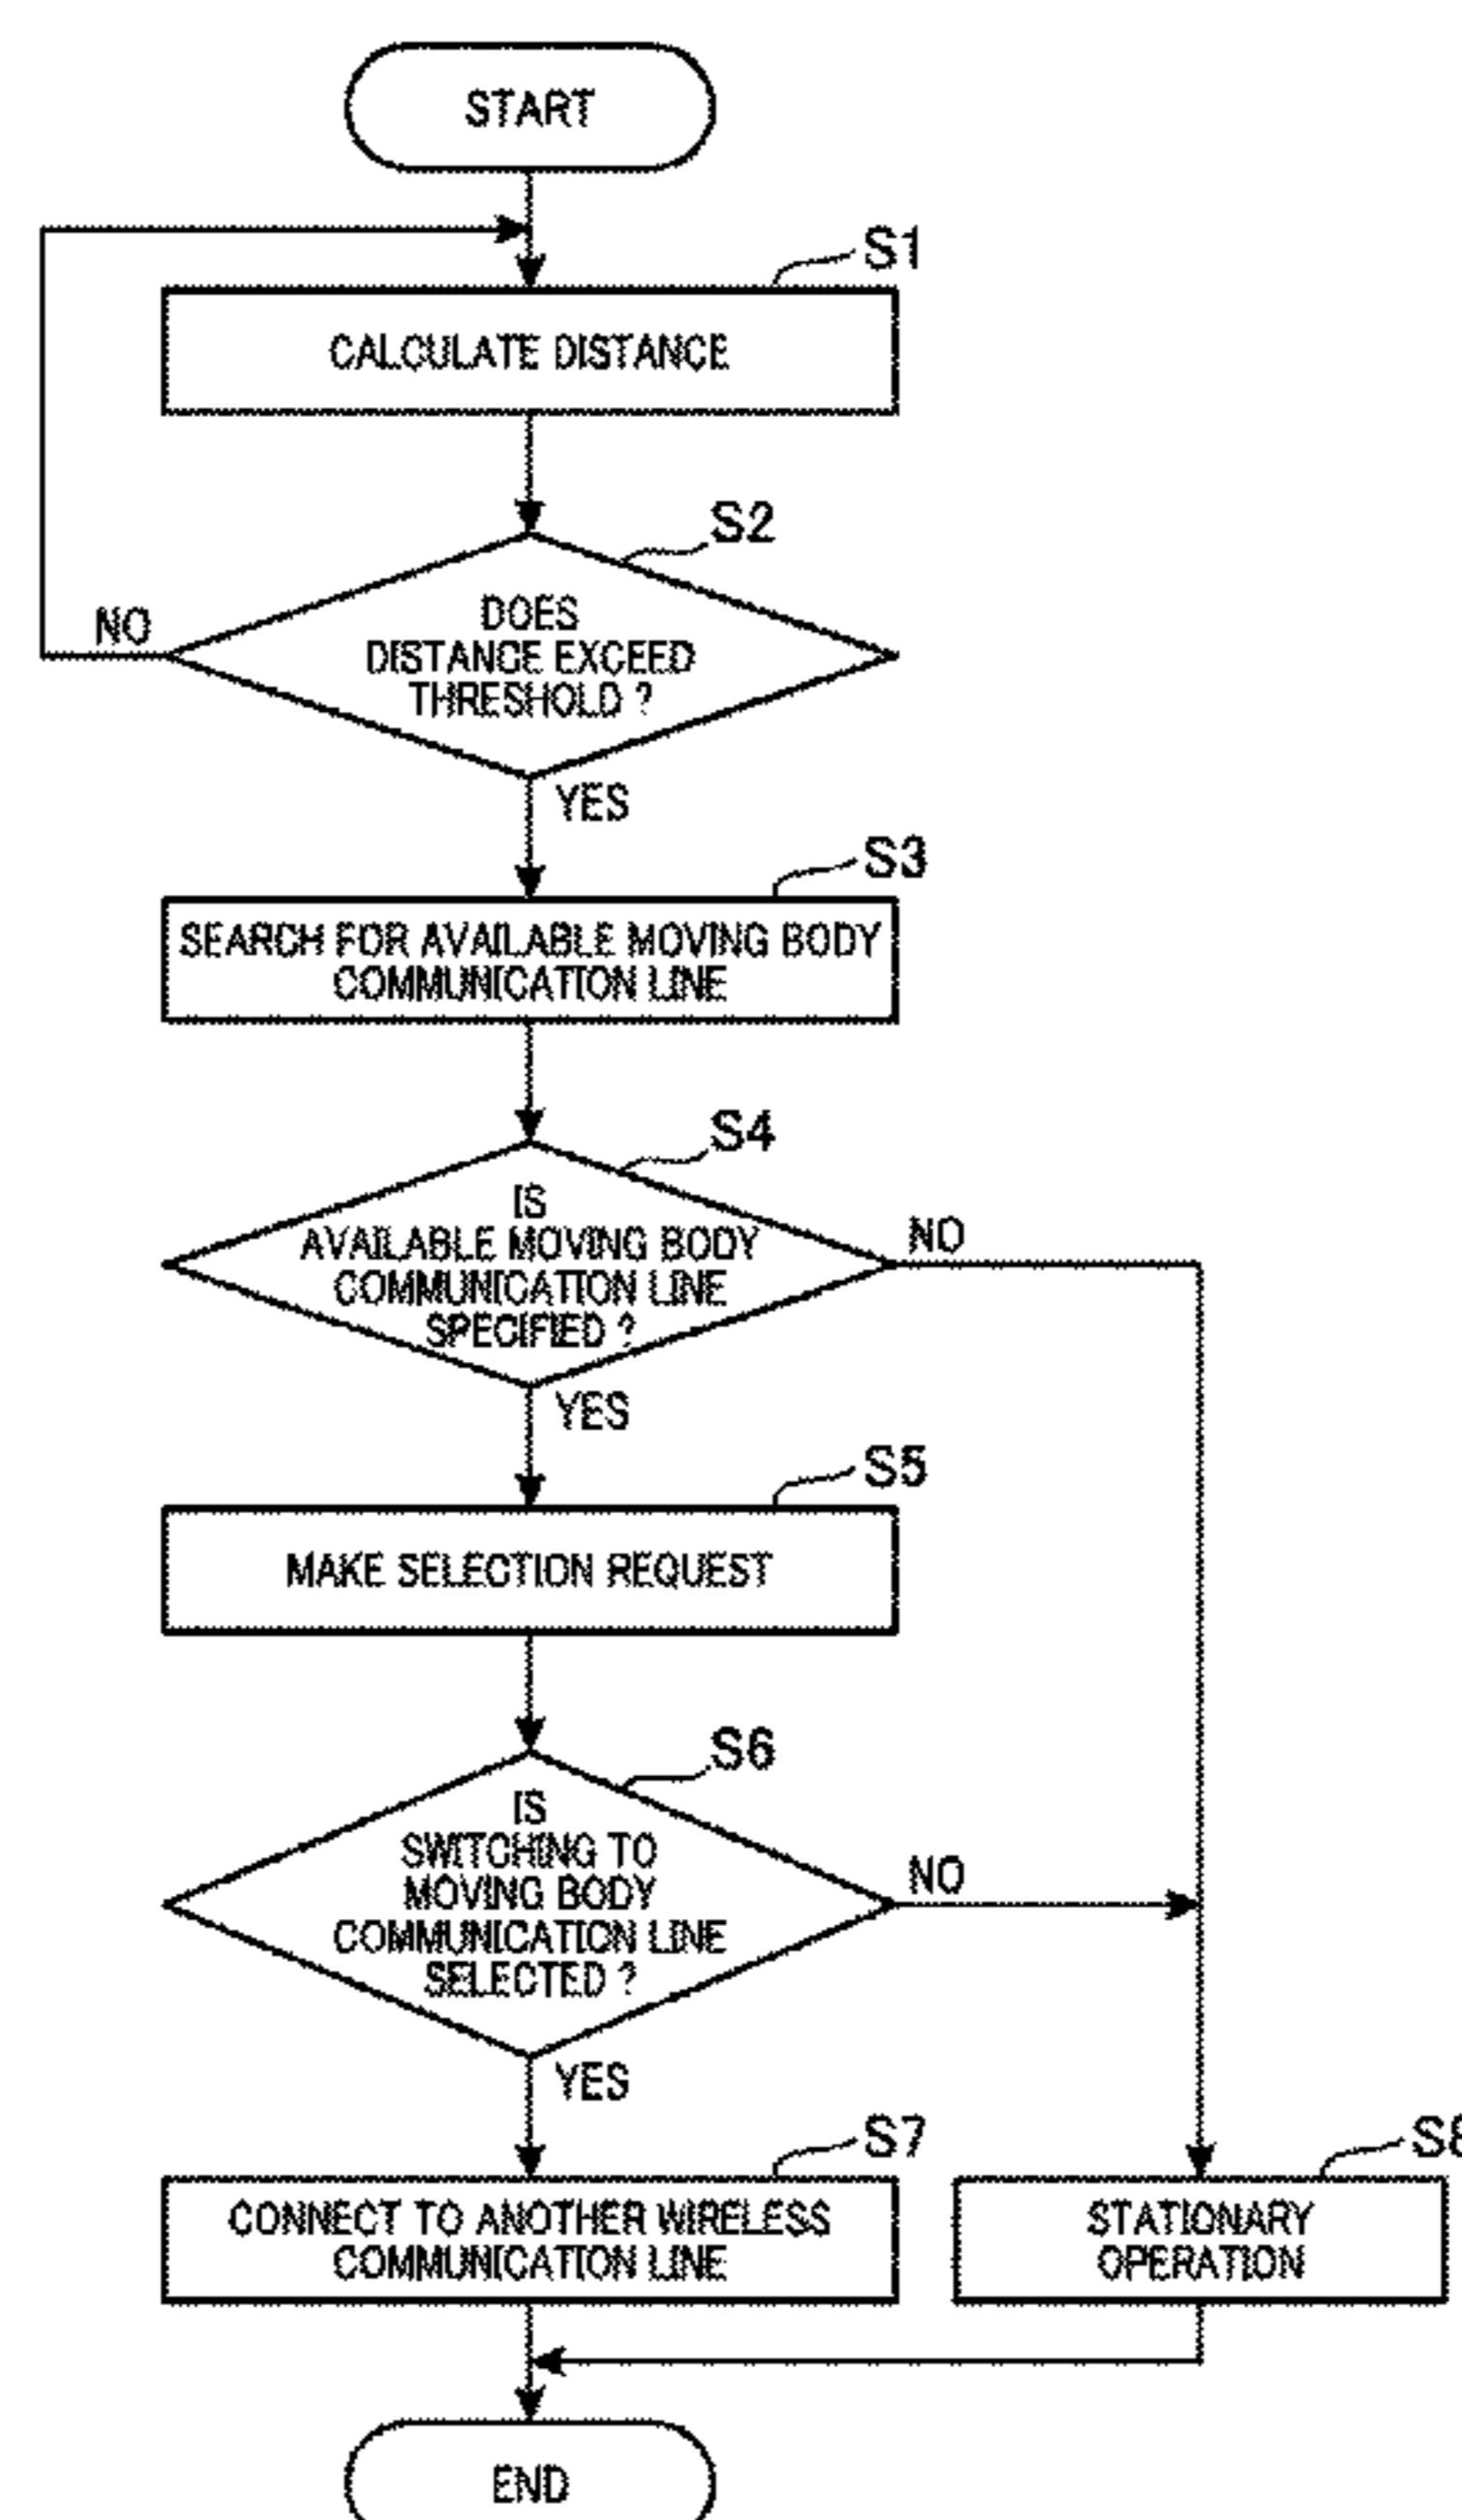 START
S1
CALCULATE DISTANCE
S2
DOES
DISTANCE EXCEED
THRESHOLD ?
NO
YES
S3
SEARCH FOR AVAILABLE MOVING BODY
COMMUNICATION LINE
S4
IS
AVAILABLE MOVING BODY
COMMUNICATION LINE
SPECIFIED ?
NO
YES
S5
MAKE SELECTION REQUEST
S6
IS
SWITCHING TO
MOVING BODY
COMMUNICATION LINE
SELECTED ?
NO
YES
S7
CONNECT TO ANOTHER WIRELESS
COMMUNICATION LINE
S8
STATIONARY
OPERATION
END